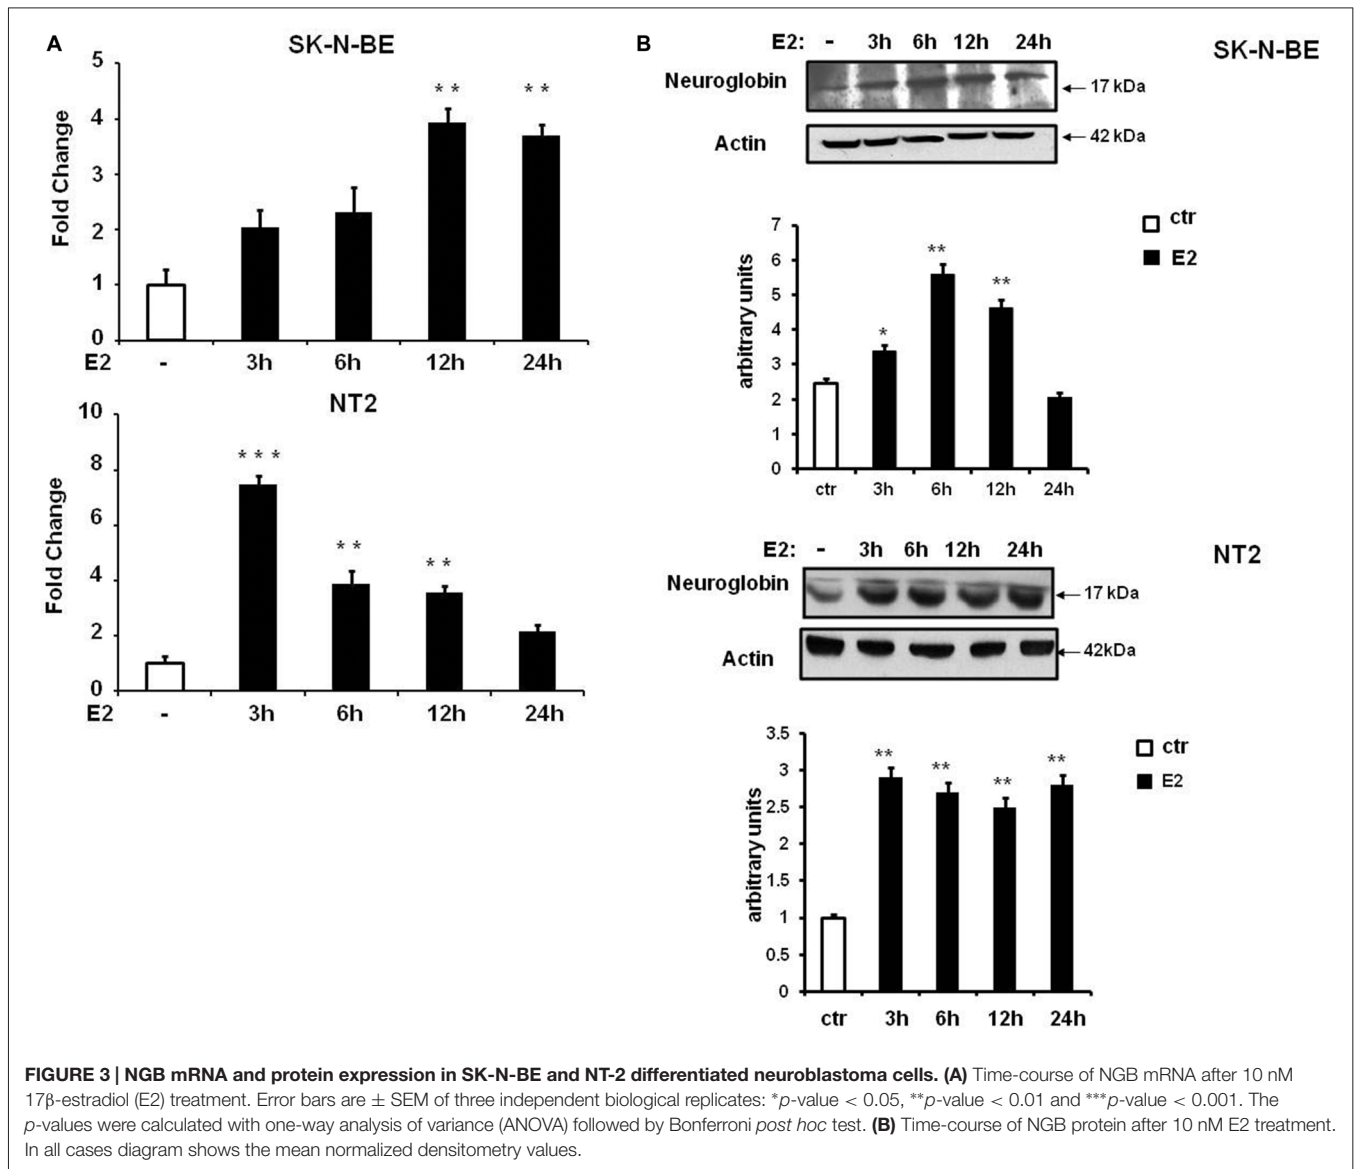 A
SK-N-BE
Fold Change
5
4
3
2
1
0
** **
E2 - 3h 6h 12h 24h
NT2
Fold Change
10
8
6
4
2
0
*** ** **
E2 - 3h 6h 12h 24h
B
E2: - 3h 6h 12h 24h
SK-N-BE
Neuroglobin
17 kDa
Actin
42 kDa
arbitrary units
7
6
5
4
3
2
1
0
* ** **
ctr 3h 6h 12h 24h
ctr
E2
E2: - 3h 6h 12h 24h
NT2
Neuroglobin
17 kDa
Actin
42kDa
arbitrary units
3.5
3
2.5
2
1.5
1
0.5
0
** ** ** **
ctr 3h 6h 12h 24h
ctr
E2
FIGURE 3 | NGB mRNA and protein expression in SK-N-BE and NT-2 differentiated neuroblastoma cells. (A) Time-course of NGB mRNA after 10 nM
17β-estradiol (E2) treatment. Error bars are ± SEM of three independent biological replicates: *p-value < 0.05, **p-value < 0.01 and ***p-value < 0.001. The
p-values were calculated with one-way analysis of variance (ANOVA) followed by Bonferroni post hoc test. (B) Time-course of NGB protein after 10 nM E2 treatment.
In all cases diagram shows the mean normalized densitometry values.